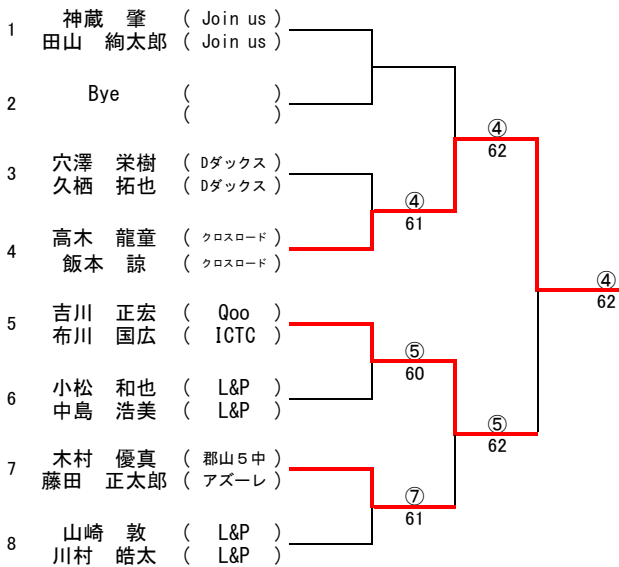 1 神蔵 肇 ( Join us )
田山 絢太郎 ( Join us )
2 Bye ( )
( )
3 穴澤 栄樹 ( Dダックス )
久栖 拓也 ( Dダックス )
4 高木 龍童 ( クロスロード )
飯本 諒 ( クロスロード )
5 吉川 正宏 ( Qoo )
布川 国広 ( ICTC )
6 小松 和也 ( L&P )
中島 浩美 ( L&P )
7 木村 優真 ( 郡山５中 )
藤田 正太郎 ( アズーレ )
8 山崎 敦 ( L&P )
川村 皓太 ( L&P )
④
61
⑤
60
⑦
61
④
62
⑤
62
④
62